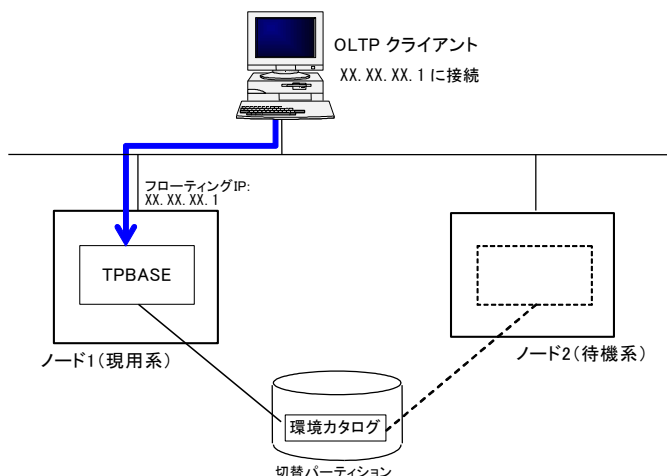 OLTP クライアント
XX.XX.XX.1 に接続
フローティングIP:
XX.XX.XX.1
TPBASE
ノード1(現用系)
ノード2(待機系)
環境カタログ
切替パーティション